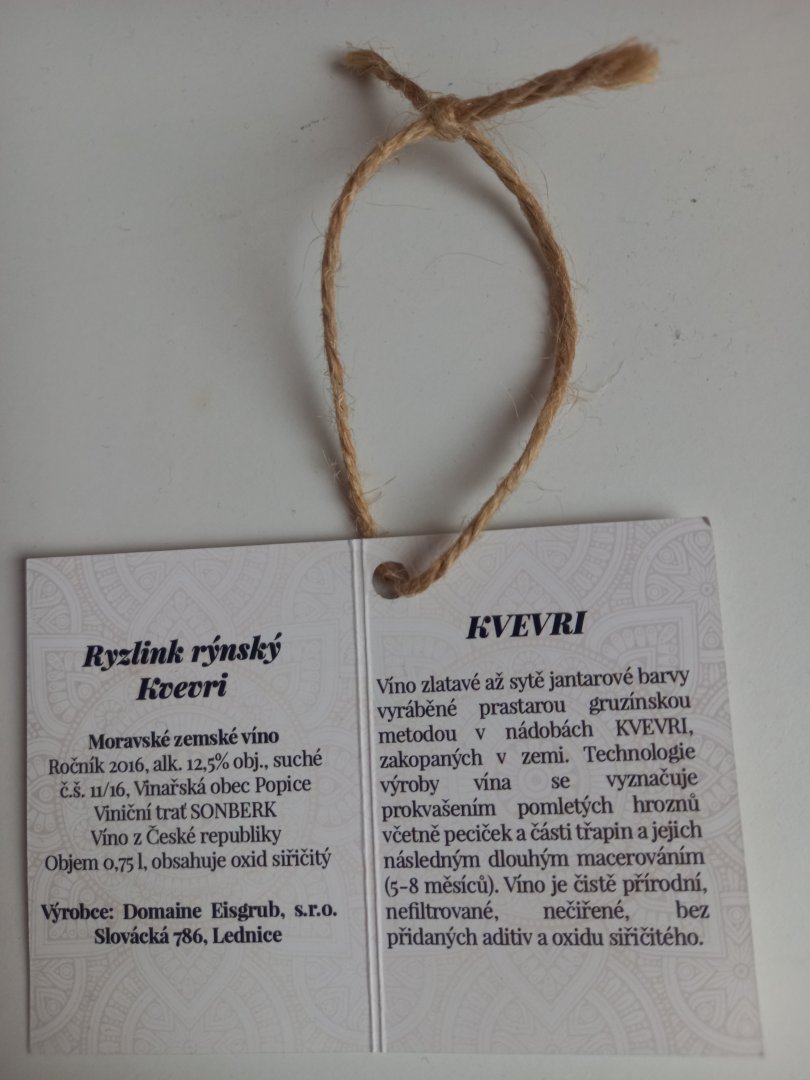 Ryzlink rýnský
Kvevri
Moravské zemské víno
Ročník 2016, alk. 12,5% obj., suché
č.š. 11/16, Vinařská obec Popice
Viniční trať SONBERK
Víno z České republiky
Objem 0,75 l, obsahuje oxid siřičitý
Výrobce: Domaine Eisgrub, s.r.o.
Slovácká 786, Lednice
KVEVRI
Víno zlatavé až sytě jantarové barvy
vyráběné prastarou gruzínskou
metodou v nádobách KVEVRI,
zakopaných v zemi. Technologie
výroby vína se vyznačuje
prokvašením pomletých hroznů
včetně peciček a části třapin a jejich
následným dlouhým macerováním
(5-8 měsíců). Víno je čistě přírodní,
nefiltrované, nečiřené, bez
přidaných aditiv a oxidu siřičitého.